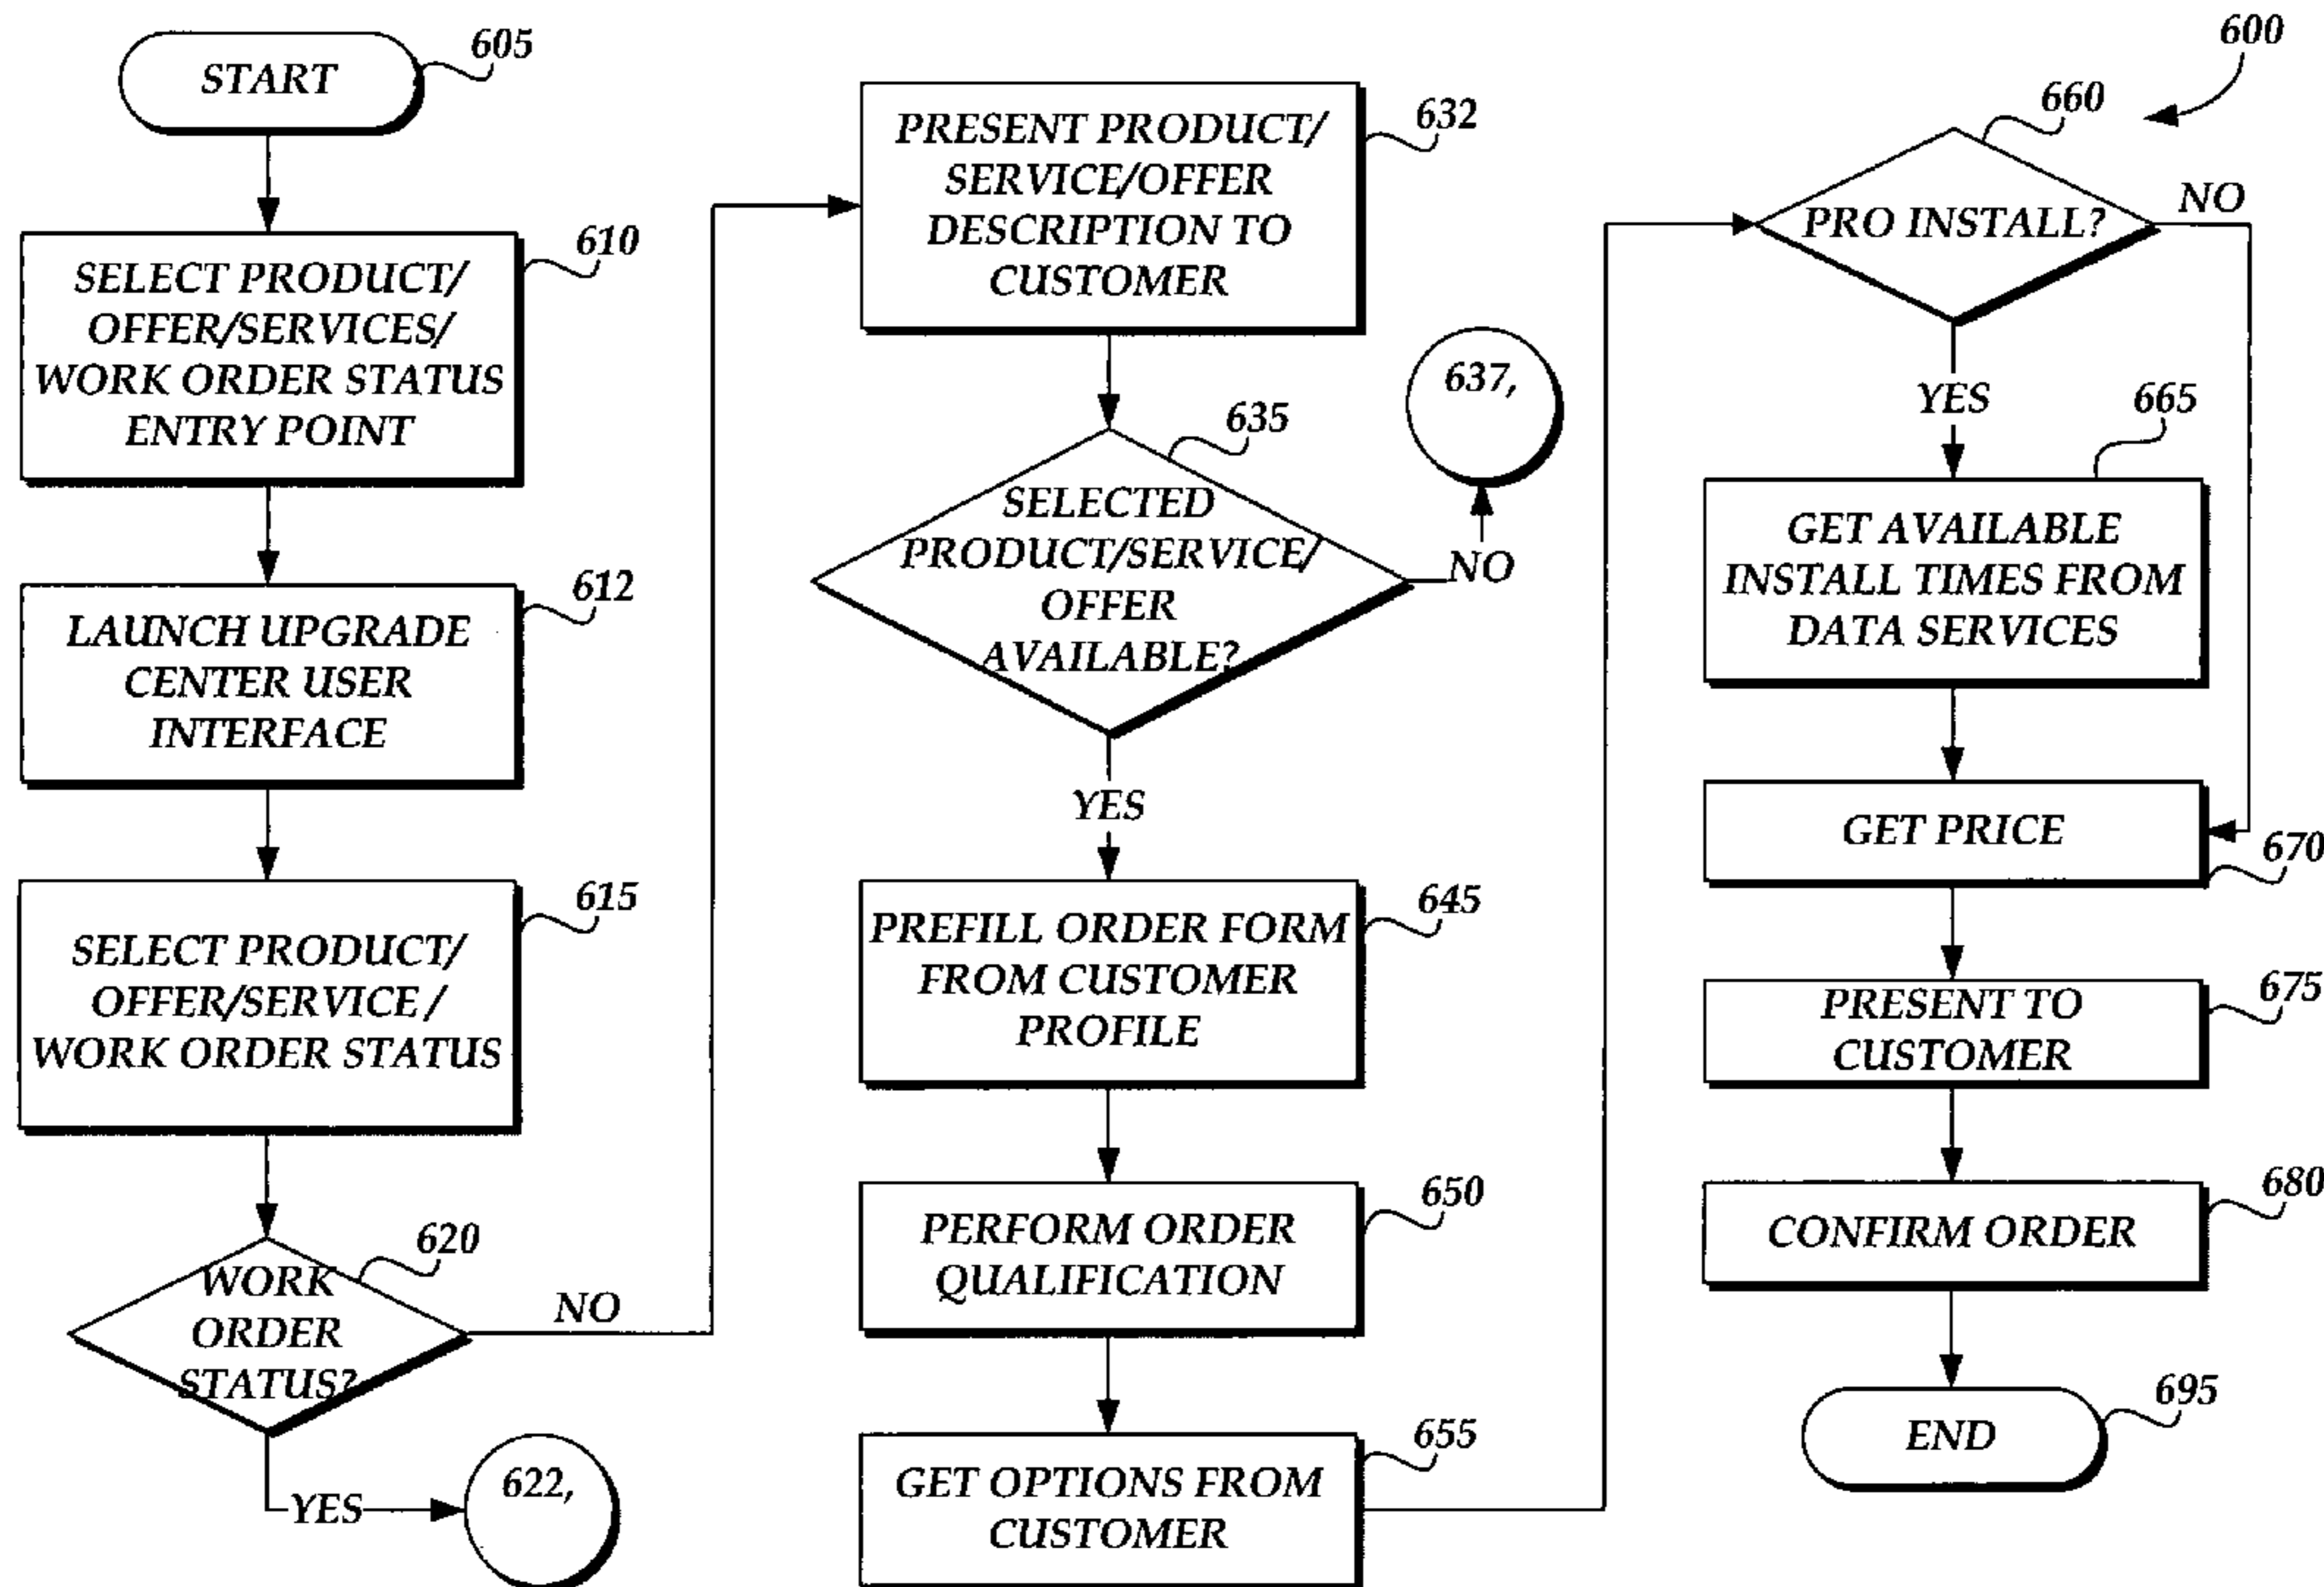 START
605
SELECT PRODUCT/
OFFER/SERVICES/
WORK ORDER STATUS
ENTRY POINT
610
LAUNCH UPGRADE
CENTER USER
INTERFACE
612
SELECT PRODUCT/
OFFER/SERVICE /
WORK ORDER STATUS
615
WORK
ORDER
STATUS?
620
NO
YES
622,
PRESENT PRODUCT/
SERVICE/OFFER
DESCRIPTION TO
CUSTOMER
632
SELECTED
PRODUCT/SERVICE/
OFFER
AVAILABLE?
635
NO
637,
YES
PREFILL ORDER FORM
FROM CUSTOMER
PROFILE
645
PERFORM ORDER
QUALIFICATION
650
GET OPTIONS FROM
CUSTOMER
655
600
PRO INSTALL?
660
NO
YES
GET AVAILABLE
INSTALL TIMES FROM
DATA SERVICES
665
GET PRICE
670
PRESENT TO
CUSTOMER
675
CONFIRM ORDER
680
END
695